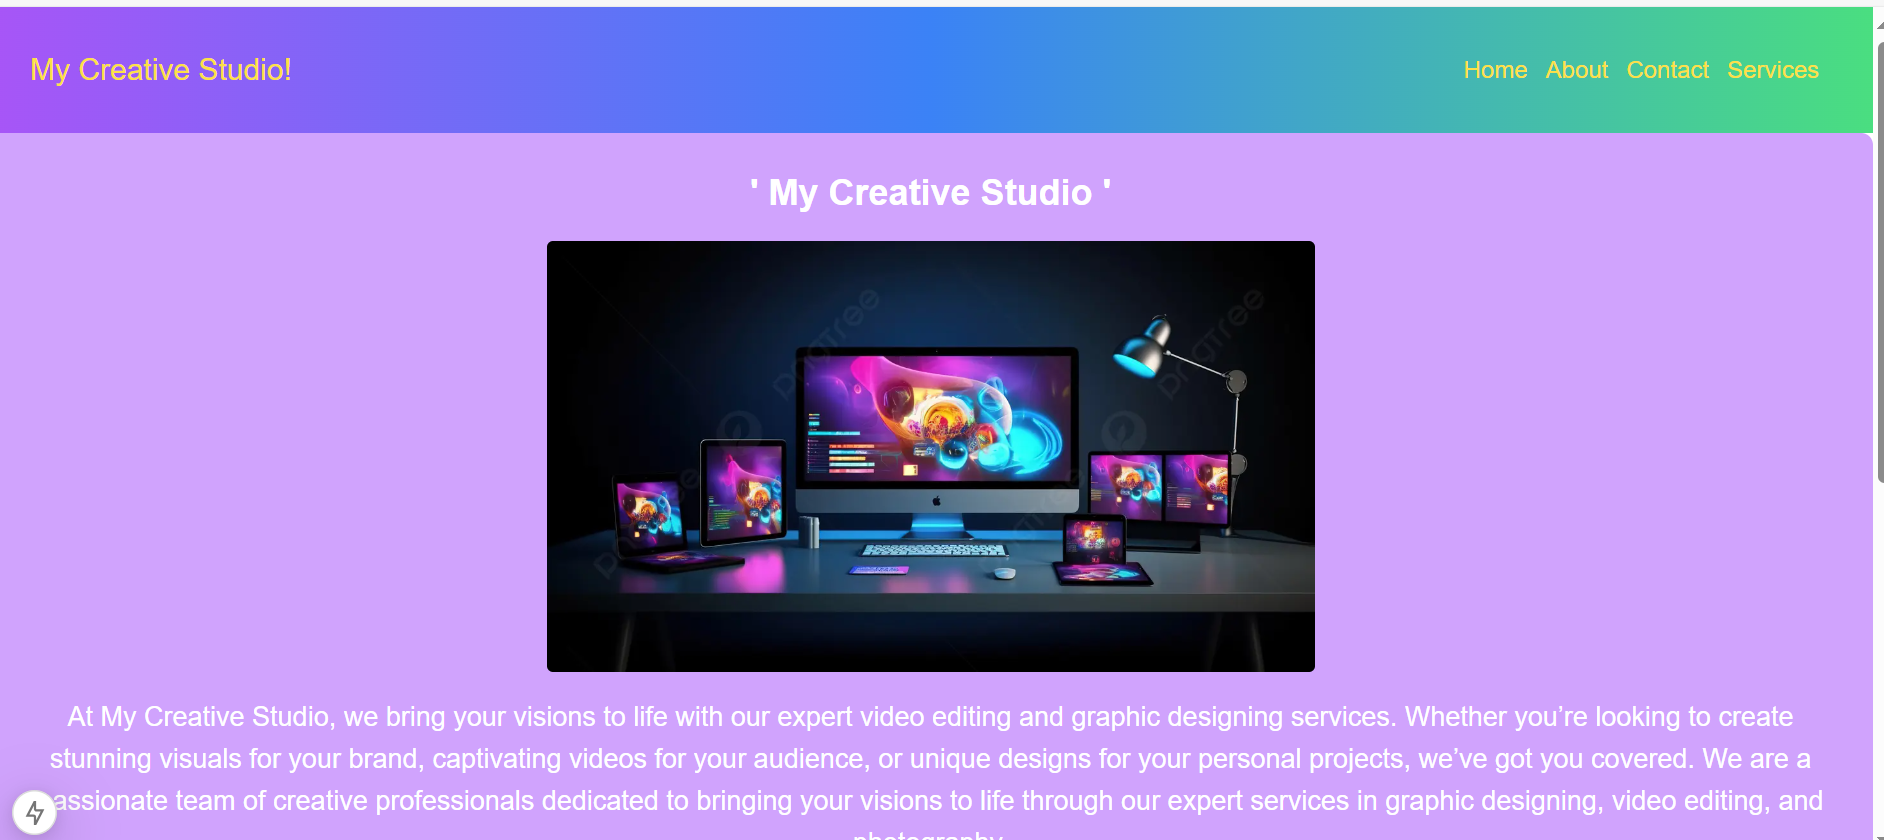 My Creative Studio!
Home About Contact Services
' My Creative Studio '
pngtree
pngtree
At My Creative Studio, we bring your visions to life with our expert video editing and graphic designing services. Whether you’re looking to create
stunning visuals for your brand, captivating videos for your audience, or unique designs for your personal projects, we’ve got you covered. We are a
assionate team of creative professionals dedicated to bringing your visions to life through our expert services in graphic designing, video editing, and
photography